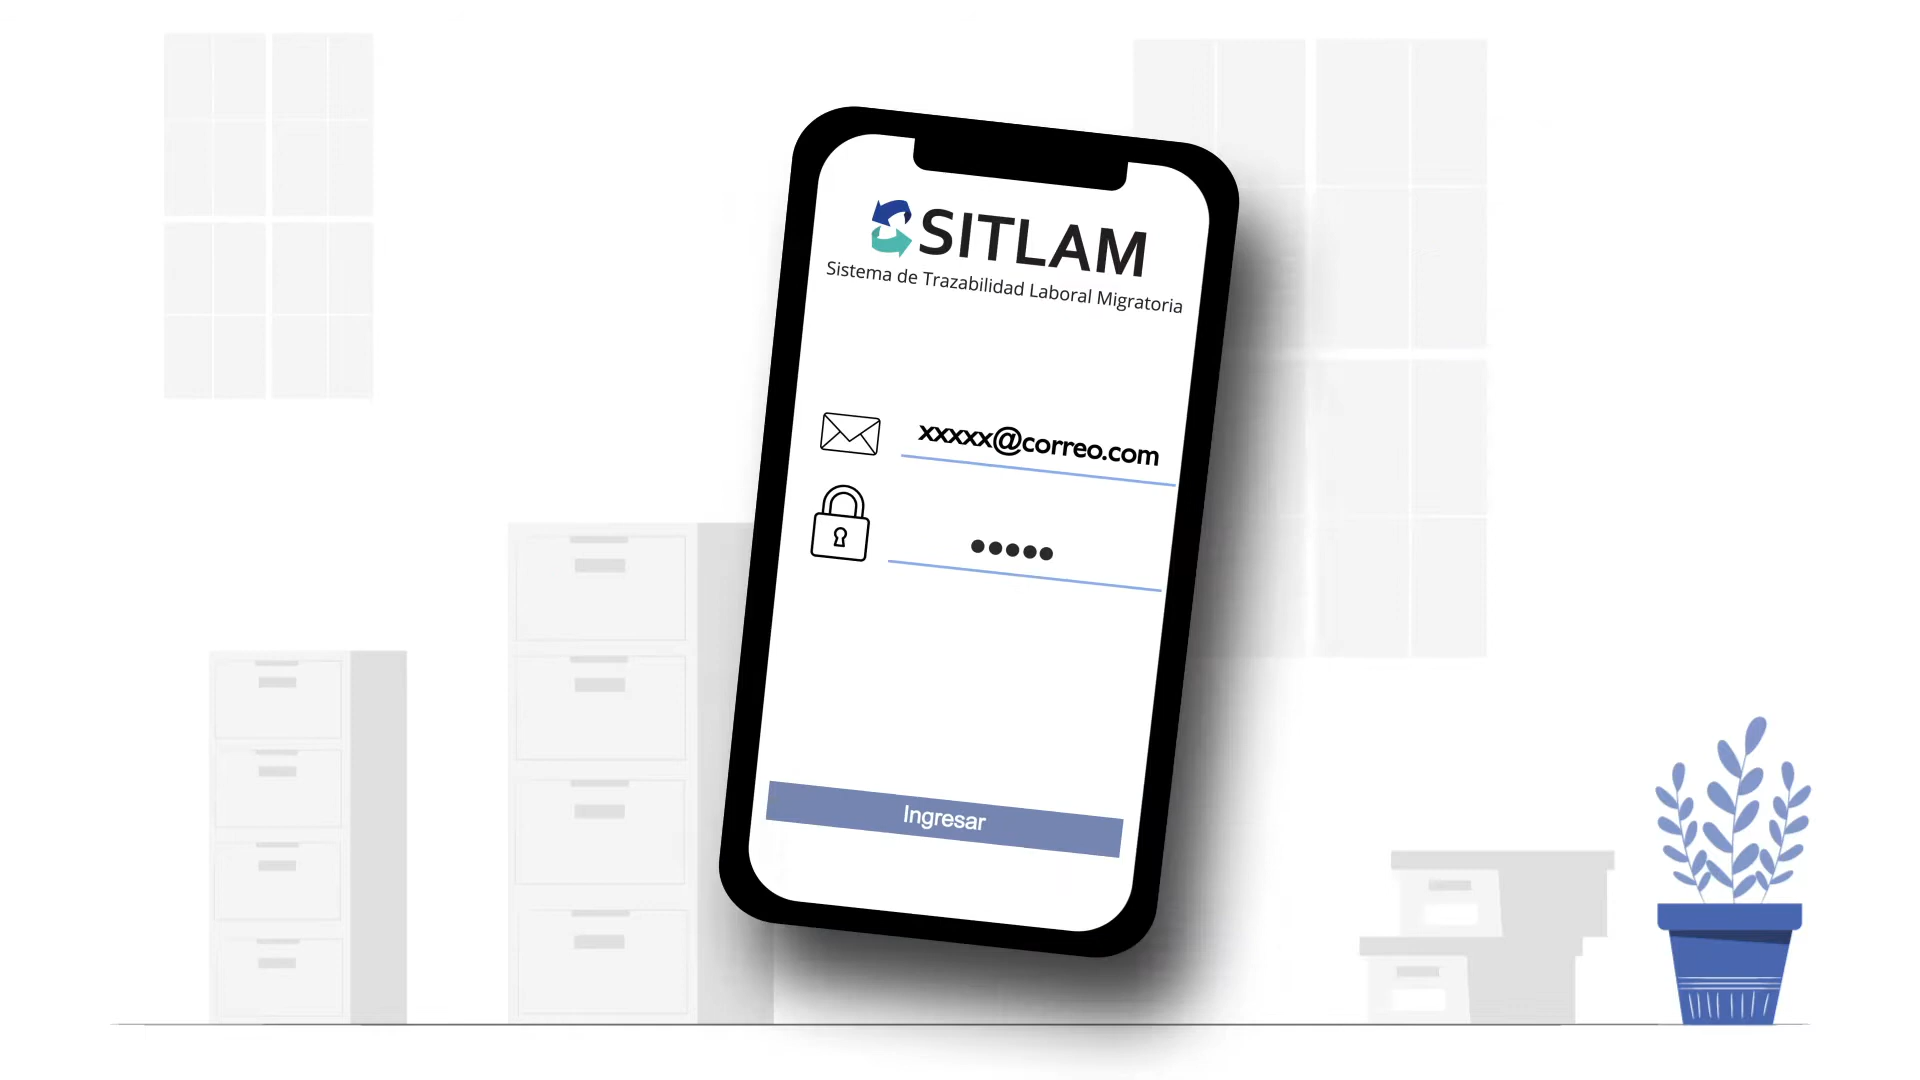 SITLAM
Sistema de Trazabilidad Laboral Migratoria
xxxxx@correo.com
●●●●●
Ingresar